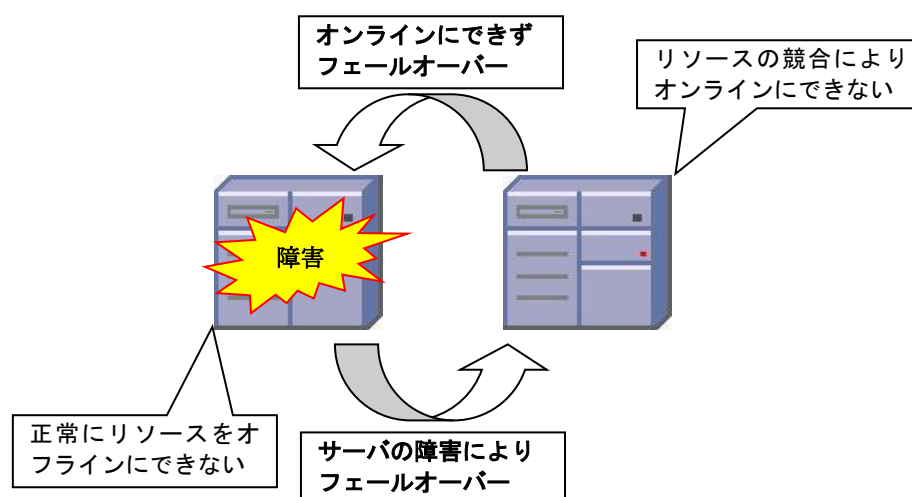 オンラインにできず
フェールオーバー
リソースの競合により
オンラインにできない
障害
正常にリソースをオ
フラインにできない
サーバの障害により
フェールオーバー